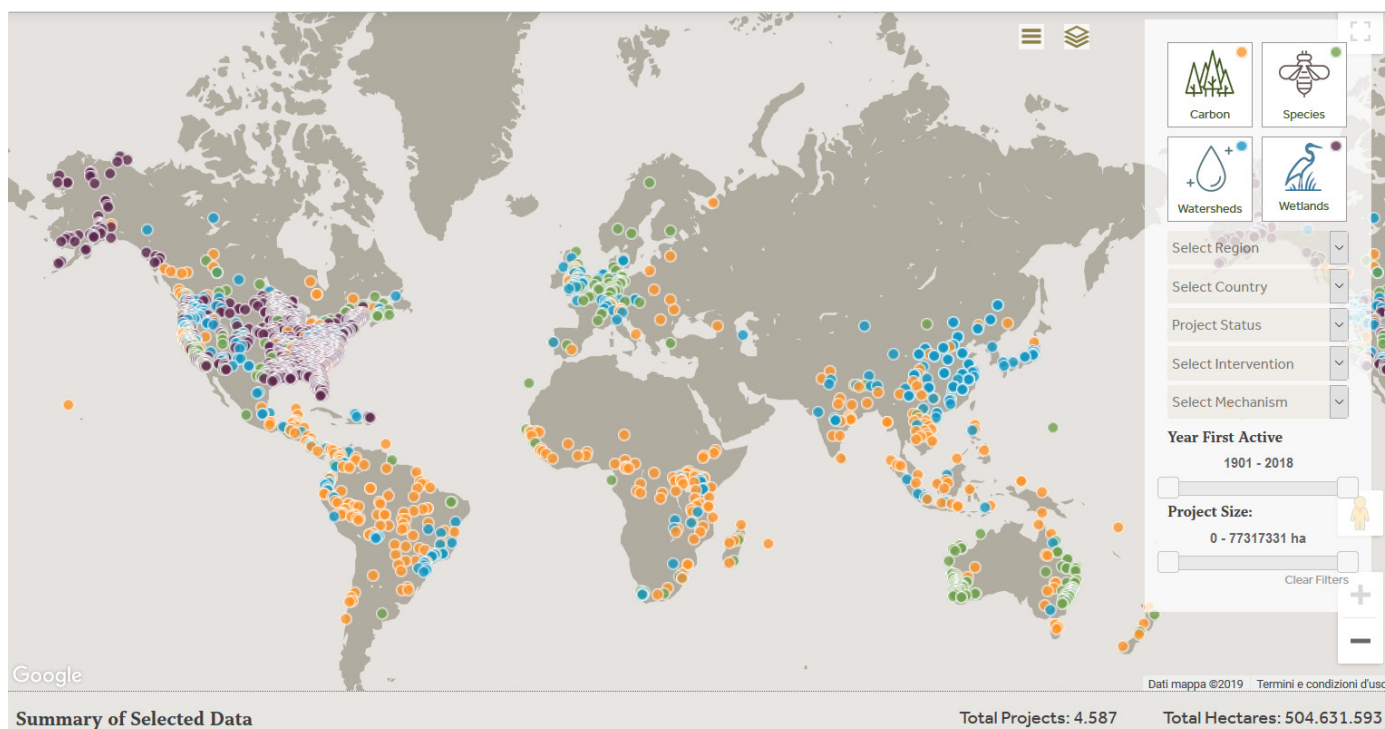 Carbon
Species
Watersheds
Wetlands
Select Region
Select Country
Project Status
Select Intervention
Select Mechanism
Year First Active
1901 - 2018
Project Size:
0 - 77317331 ha
Clear Filters
Google
Dati mappa ©2019 Termini e condizioni d'uso
Summary of Selected Data
Total Projects: 4.587
Total Hectares: 504.631.593